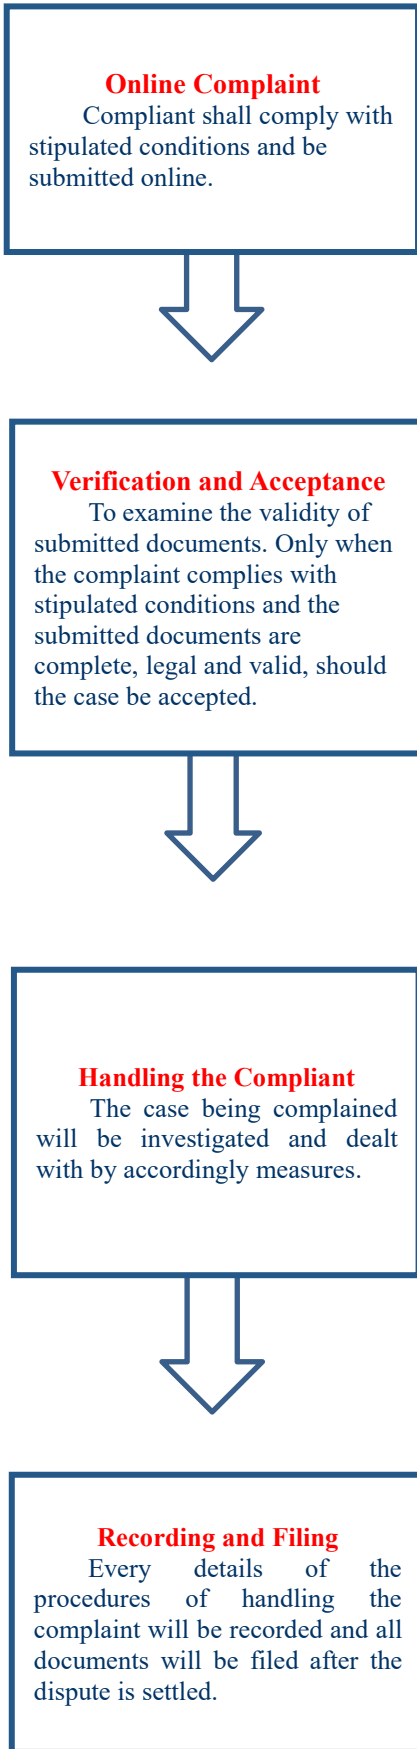 Online Complaint
Compliant shall comply with
stipulated conditions and be
submitted online.
Verification and Acceptance
To examine the validity of
submitted documents. Only when
the complaint complies with
stipulated conditions and the
submitted documents are
complete, legal and valid, should
the case be accepted.
Handling the Compliant
The case being complained
will be investigated and dealt
with by accordingly measures.
Recording and Filing
Every details of the
procedures of handling the
complaint will be recorded and all
documents will be filed after the
dispute is settled.